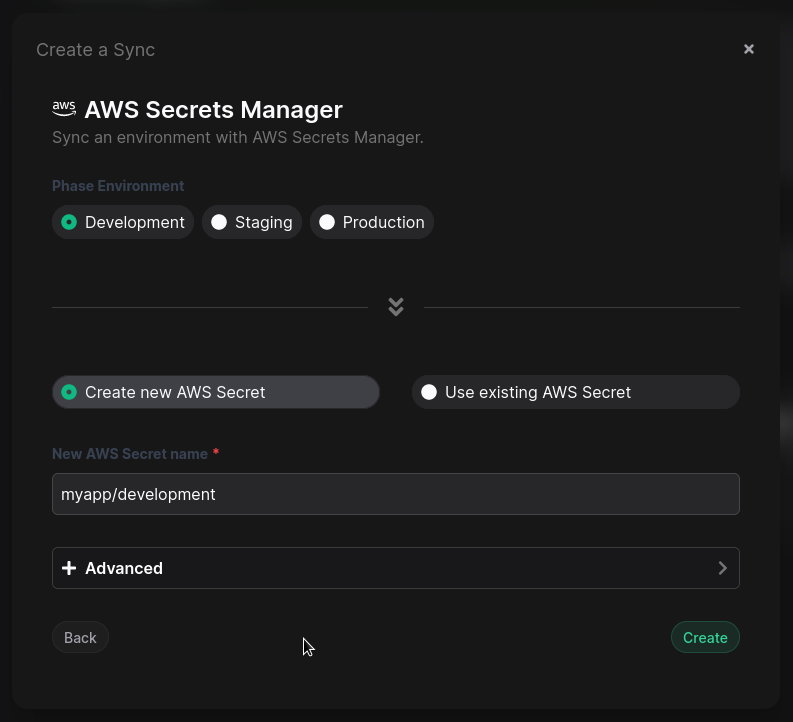 Create a Sync
aws AWS Secrets Manager
Sync an environment with AWS Secrets Manager.
Phase Environment
Development Staging Production
Create new AWS Secret Use existing AWS Secret
New AWS Secret name *
myapp/development
Advanced
Back Create